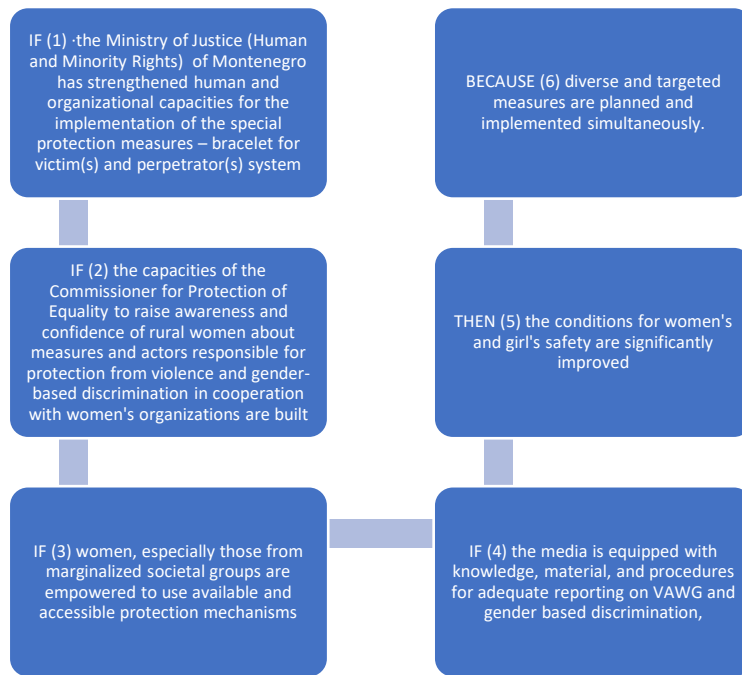 IF (1) ·the Ministry of Justice (Human
and Minority Rights)  of Montenegro
has strengthened human and
organizational capacities for the
implementation of the special
protection measures – bracelet for
victim(s) and perpetrator(s) system
IF (2) the capacities of the
Commissioner for Protection of
Equality to raise awareness and
confidence of rural women about
measures and actors responsible for
protection from violence and gender-
based discrimination in cooperation
with women's organizations are built
IF (3) women, especially those from
marginalized societal groups are
empowered to use available and
accessible protection mechanisms
IF (4) the media is equipped with
knowledge, material, and procedures
for adequate reporting on VAWG and
gender based discrimination,
THEN (5) the conditions for women's
and girl's safety are significantly
improved
BECAUSE (6) diverse and targeted
measures are planned and
implemented simultaneously.